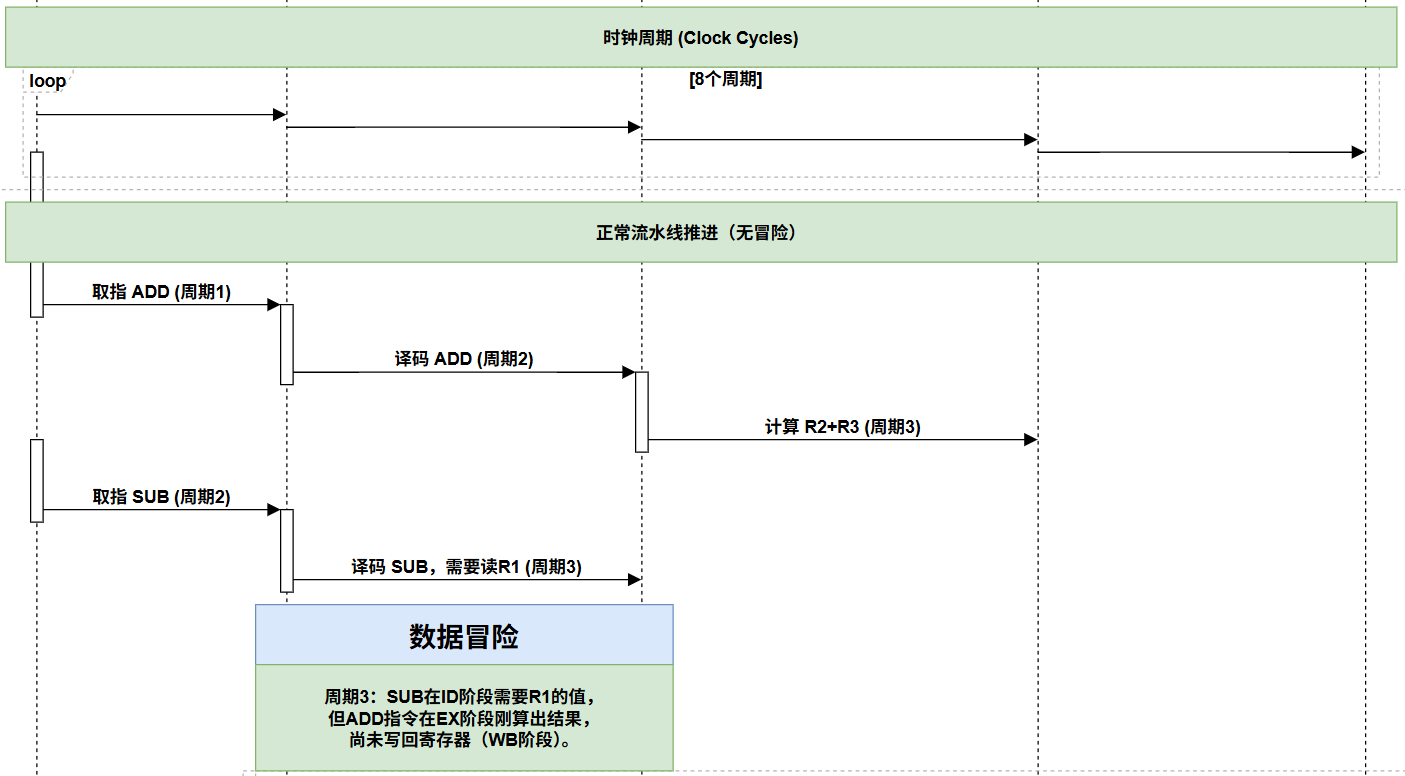 时钟周期 (Clock Cycles)
loop
[8个周期]
正常流水线推进（无冒险）
取指 ADD (周期1)
译码 ADD (周期2)
计算 R2+R3 (周期3)
取指 SUB (周期2)
译码 SUB，需要读R1 (周期3)
数据冒险
周期3：SUB在ID阶段需要R1的值，
但ADD指令在EX阶段刚算出结果，
尚未写回寄存器（WB阶段）。